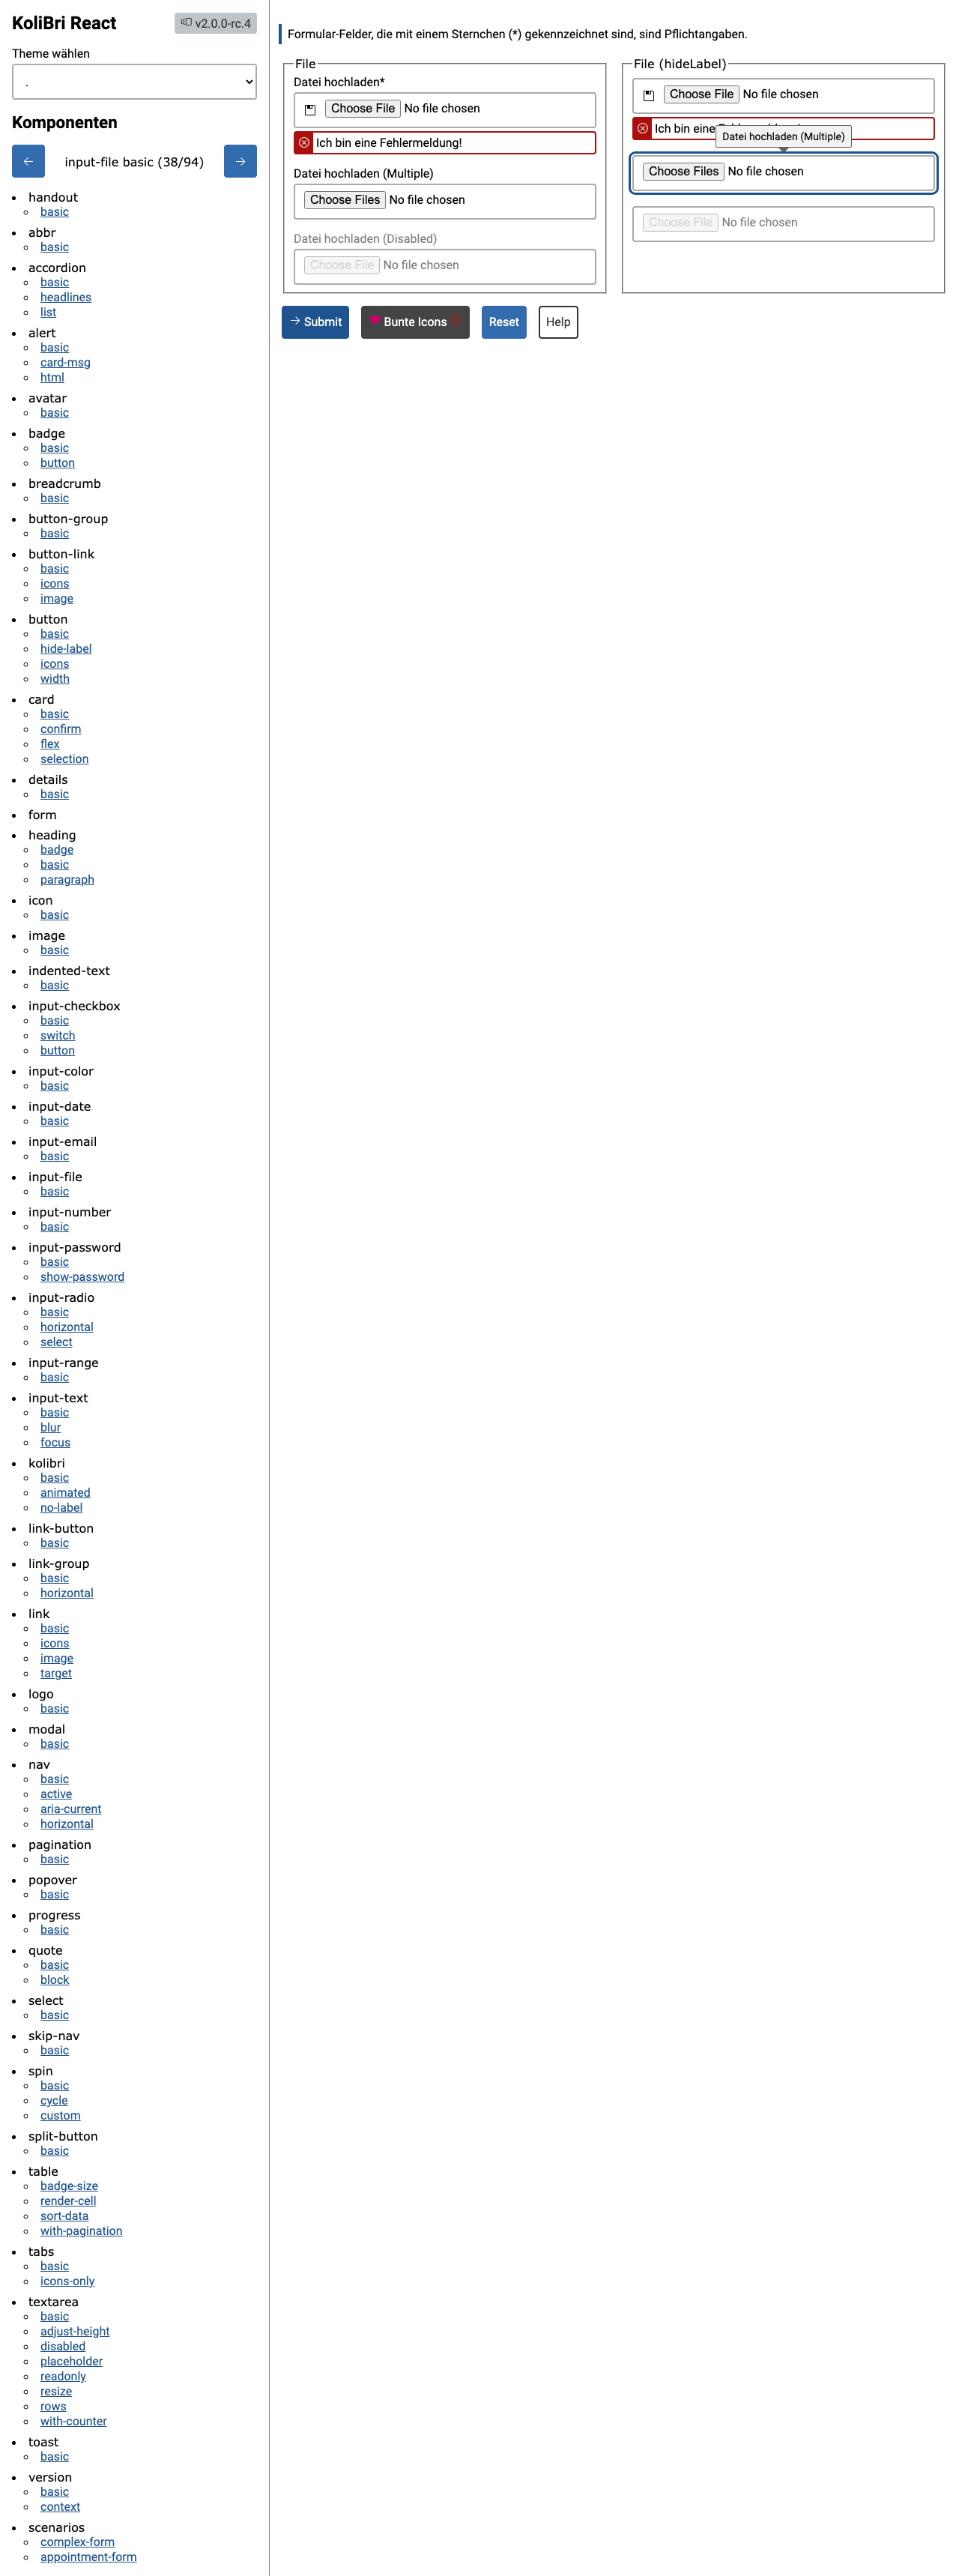 KoliBri React
v2.0.0-rc.4
Theme wählen
.
Komponenten
input-file basic (38/94)
handout
basic
abbr
basic
accordion
basic
headlines
list
alert
basic
card-msg
html
avatar
basic
badge
basic
button
breadcrumb
basic
button-group
basic
button-link
basic
icons
image
button
basic
hide-label
icons
width
card
basic
confirm
flex
selection
details
basic
form
heading
badge
basic
paragraph
icon
basic
image
basic
indented-text
basic
input-checkbox
basic
switch
button
input-color
basic
input-date
basic
input-email
basic
input-file
basic
input-number
basic
input-password
basic
show-password
input-radio
basic
horizontal
select
input-range
basic
input-text
basic
blur
focus
kolibri
basic
animated
no-label
link-button
basic
link-group
basic
horizontal
link
basic
icons
image
target
logo
basic
modal
basic
nav
basic
active
aria-current
horizontal
pagination
basic
popover
basic
progress
basic
quote
basic
block
select
basic
skip-nav
basic
spin
basic
cycle
custom
split-button
basic
table
badge-size
render-cell
sort-data
with-pagination
tabs
basic
icons-only
textarea
basic
adjust-height
disabled
placeholder
readonly
resize
rows
with-counter
toast
basic
version
basic
context
scenarios
complex-form
appointment-form
Formular-Felder, die mit einem Sternchen (*) gekennzeichnet sind, sind Pflichtangaben.
File
Datei hochladen*
Choose File No file chosen
Ich bin eine Fehlermeldung!
Datei hochladen (Multiple)
Choose Files No file chosen
Datei hochladen (Disabled)
Choose File No file chosen
File (hideLabel)
Choose File No file chosen
Ich bin eine
Datei hochladen (Multiple)
Choose Files No file chosen
Choose File No file chosen
Submit
Bunte Icons
Reset
Help